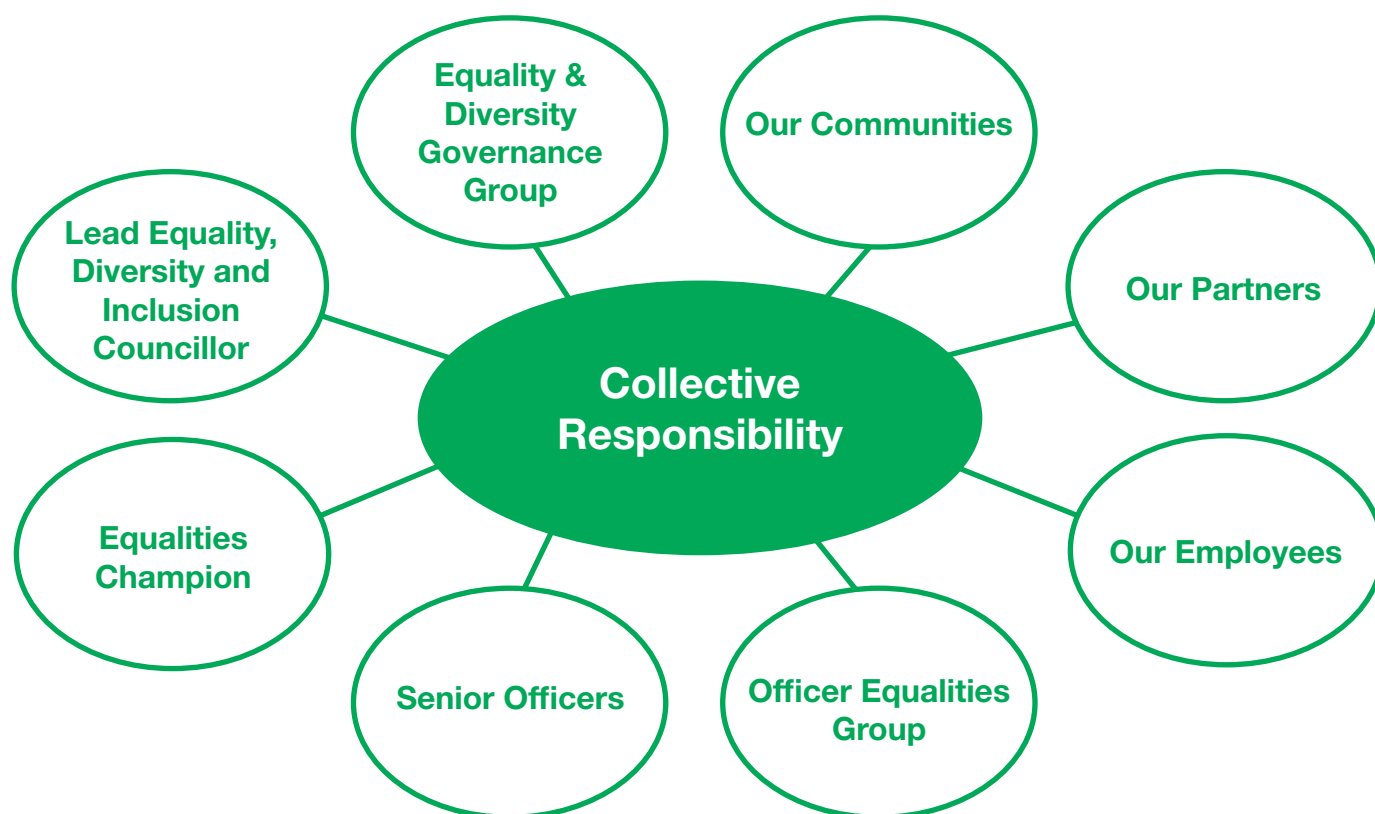 Equality &
Diversity
Governance
Group
Our Communities
Lead Equality,
Diversity and
Inclusion
Councillor
Our Partners
Collective
Responsibility
Equalities
Champion
Our Employees
Senior Officers
Officer Equalities
Group